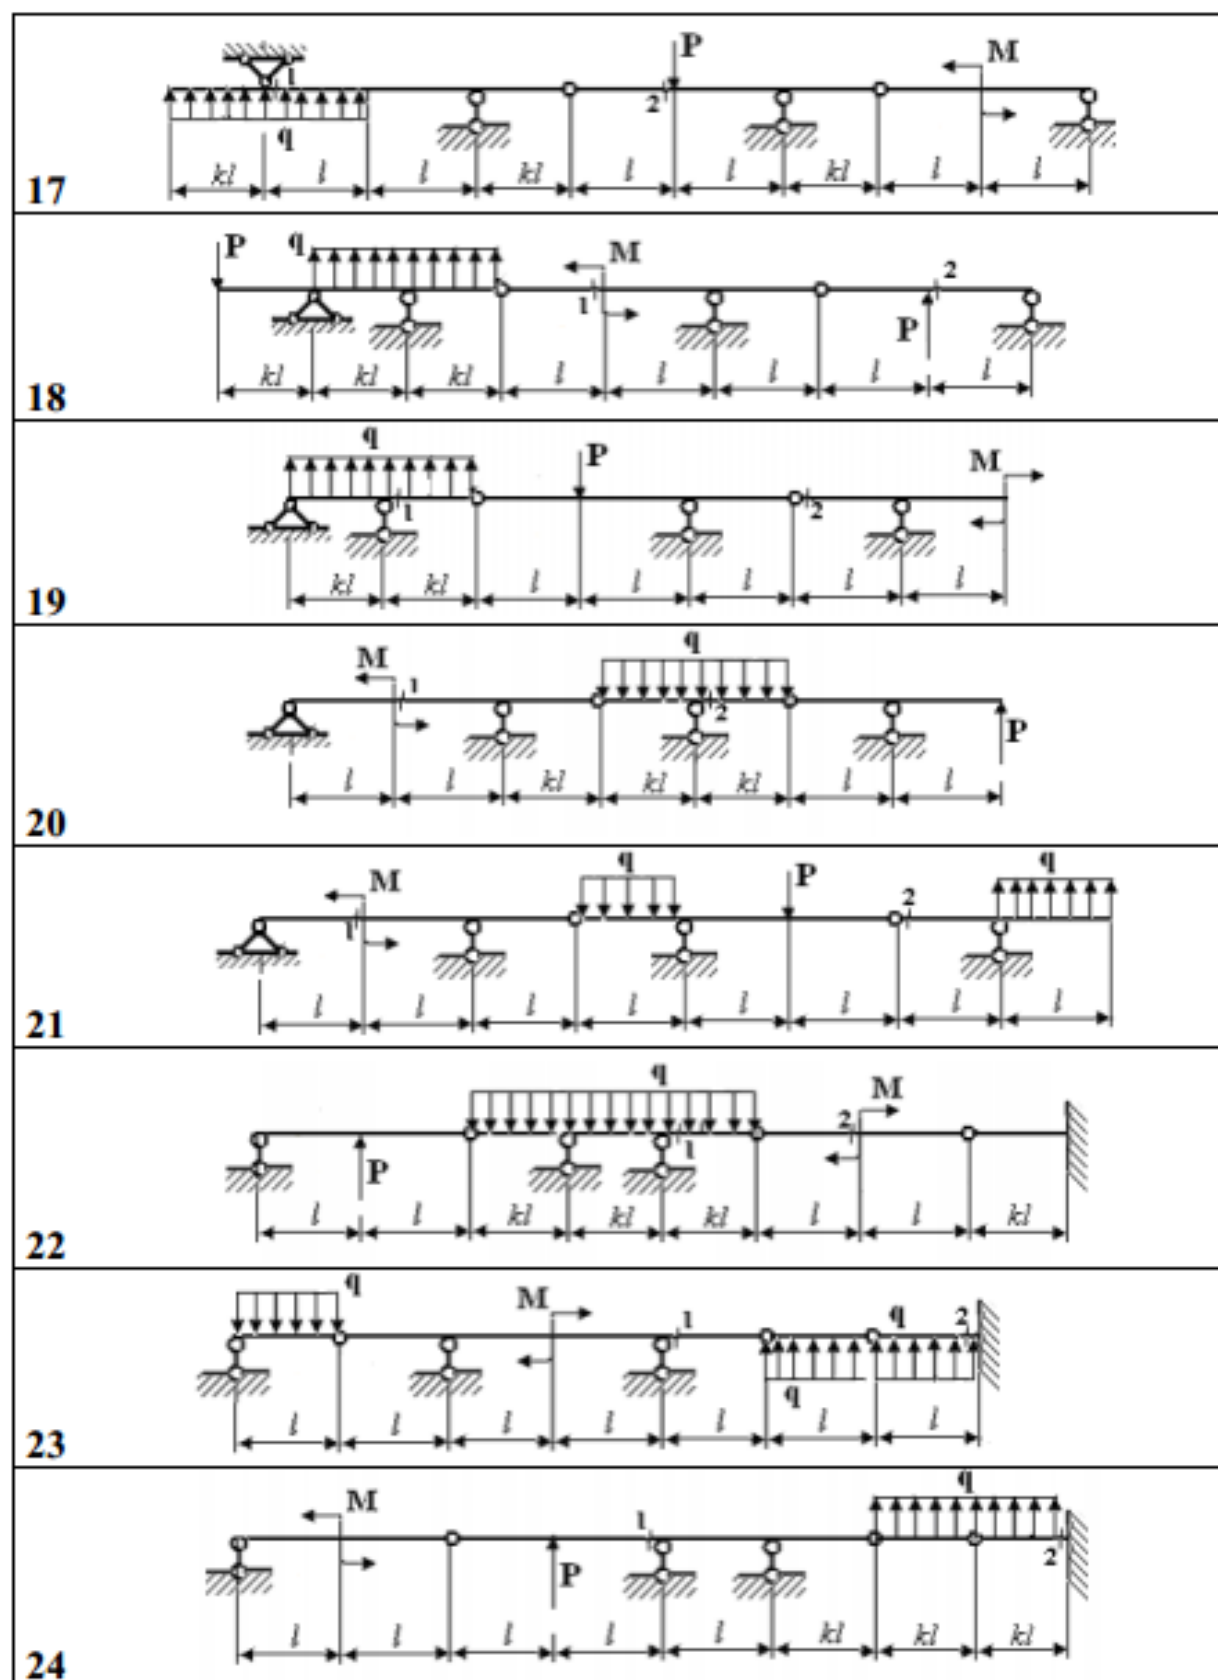 P M
1
2
q
kl l l kl l l kl l l
17
P q M 2
1 P
kl kl kl l l l l l
18
q P M
1 2
kl kl l l l l l
19
M q
1 2 P
l l kl kl kl l l
20
M q P 2 q
1
l l l l l l l l
21
q M
2
P 1
l l kl kl kl l l kl
22
q M 1 q 2
q
l l l l l l l
23
M 1 q
P 2
l l l l l kl kl kl
24